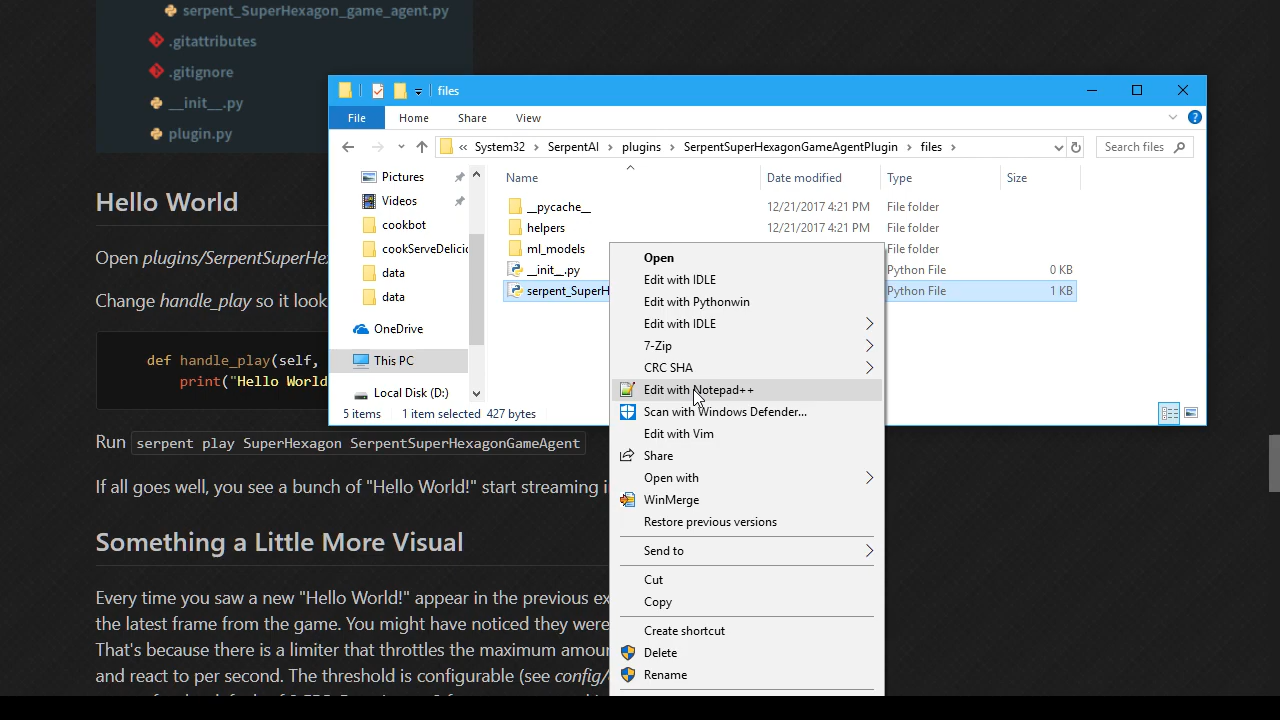 serpent_SuperHexagon_game_agent.py
.gitattributes
.gitignore
__init__.py
plugin.py
Hello World
Open plugins/SerpentSuperHe
Change handle_play so it look
def handle_play(self,
print("Hello World
Run serpent play SuperHexagon SerpentSuperHexagonGameAgent
If all goes well, you see a bunch of "Hello World!" start streaming
Something a Little More Visual
Every time you saw a new "Hello World!" appear in the previous
the latest frame from the game. You might have noticed they were
That's because there is a limiter that throttles the maximum
and react to per second. The threshold is configurable (see config/
files
File
Home
Share
View
« System32 > SerpentAI > plugins > SerpentSuperHexagonGameAgentPlugin > files >
Search files
Pictures
Videos
cookbot
cookServeDelici
data
data
OneDrive
This PC
Local Disk (D:)
Name
Date modified
Type
Size
__pycache__ 12/21/2017 4:21 PM File folder
helpers 12/21/2017 4:21 PM File folder
ml_models File folder
__init__.py Python File 0 KB
serpent_SuperH Python File 1 KB
5 items 1 item selected 427 bytes
Open
Edit with IDLE
Edit with Pythonwin
Edit with IDLE
7-Zip
CRC SHA
Edit with Notepad++
Scan with Windows Defender...
Edit with Vim
Share
Open with
WinMerge
Restore previous versions
Send to
Cut
Copy
Create shortcut
Delete
Rename